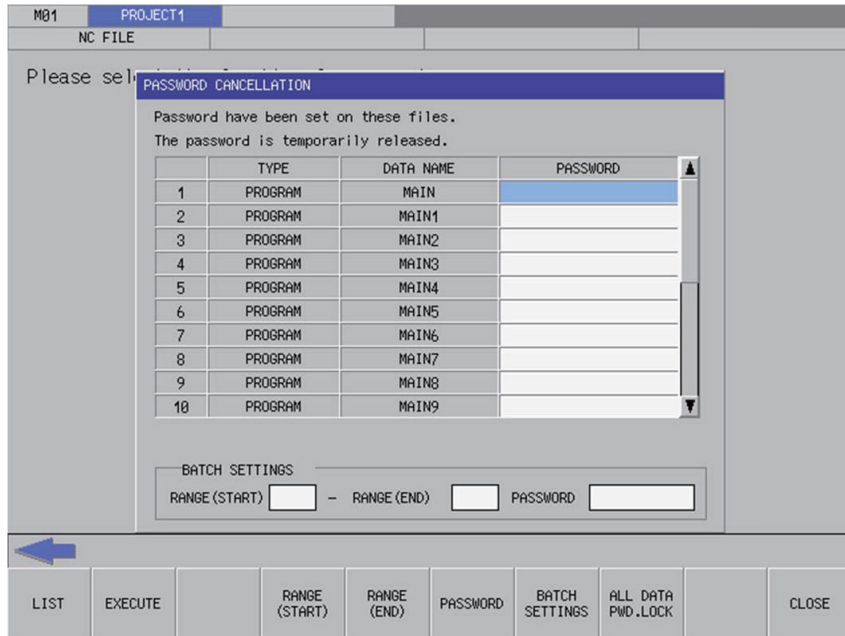 M01 PROJECT1
NC FILE
Please sel
PASSWORD CANCELLATION
Password have been set on these files.
The password is temporarily released.
TYPE DATA NAME PASSWORD
1 PROGRAM MAIN
2 PROGRAM MAIN1
3 PROGRAM MAIN2
4 PROGRAM MAIN3
5 PROGRAM MAIN4
6 PROGRAM MAIN5
7 PROGRAM MAIN6
8 PROGRAM MAIN7
9 PROGRAM MAIN8
10 PROGRAM MAIN9
BATCH SETTINGS
RANGE(START) – RANGE(END) PASSWORD
LIST EXECUTE RANGE (START) RANGE (END) PASSWORD BATCH SETTINGS ALL DATA PWD.LOCK CLOSE